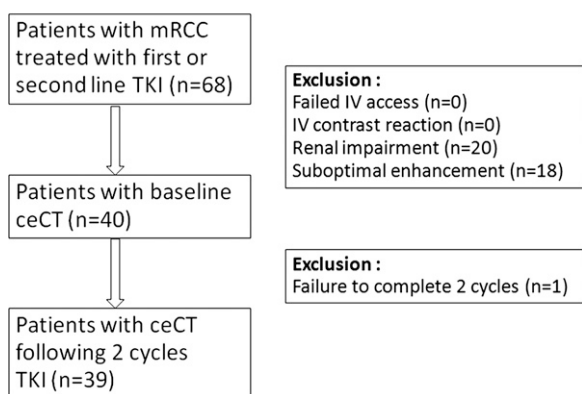 Patients with mRCC
treated with first or
second line TKI (n=68)
Exclusion :
Failed IV access (n=0)
IV contrast reaction (n=0)
Renal impairment (n=20)
Suboptimal enhancement (n=18)
Patients with baseline
ceCT (n=40)
Exclusion :
Failure to complete 2 cycles (n=1)
Patients with ceCT
following 2 cycles
TKI (n=39)